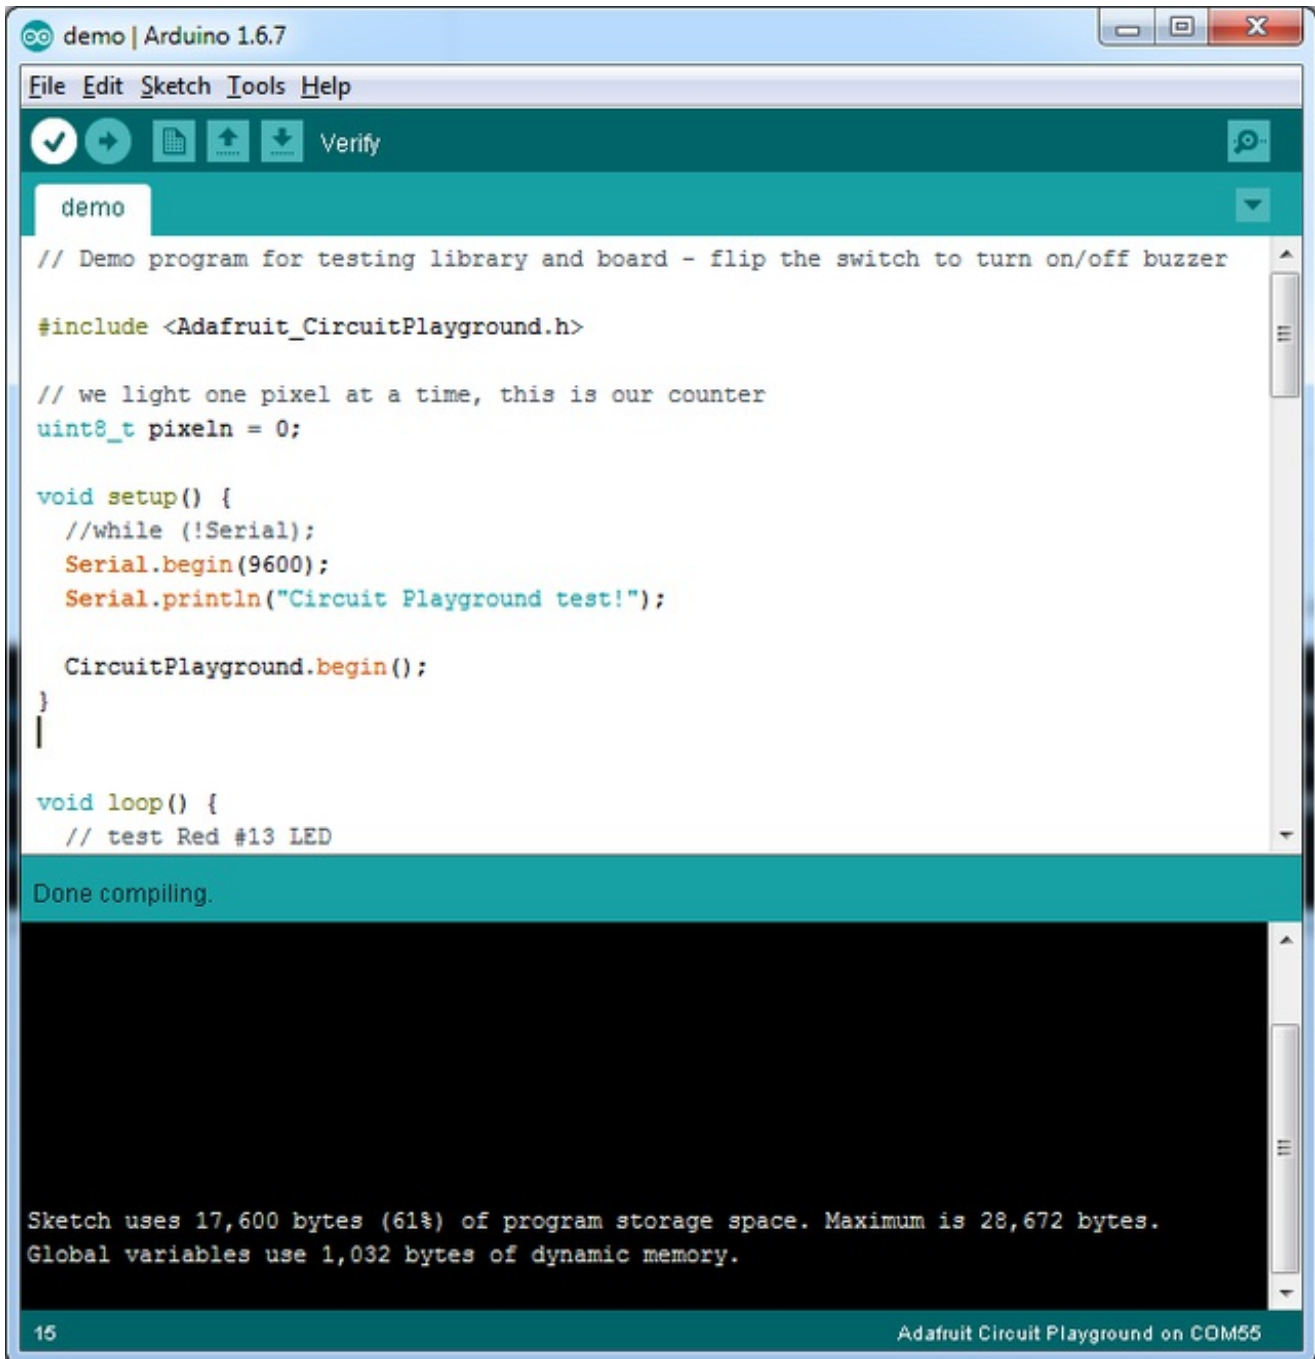 demo | Arduino 1.6.7
File Edit Sketch Tools Help
Verify
demo
// Demo program for testing library and board - flip the switch to turn on/off buzzer
#include <Adafruit_CircuitPlayground.h>
// we light one pixel at a time, this is our counter
uint8_t pixeln = 0;
void setup() {
  //while (!Serial);
  Serial.begin(9600);
  Serial.println("Circuit Playground test!");
  CircuitPlayground.begin();
}
void loop() {
  // test Red #13 LED
Done compiling.
Sketch uses 17,600 bytes (61%) of program storage space. Maximum is 28,672 bytes.
Global variables use 1,032 bytes of dynamic memory.
15 Adafruit Circuit Playground on COM55